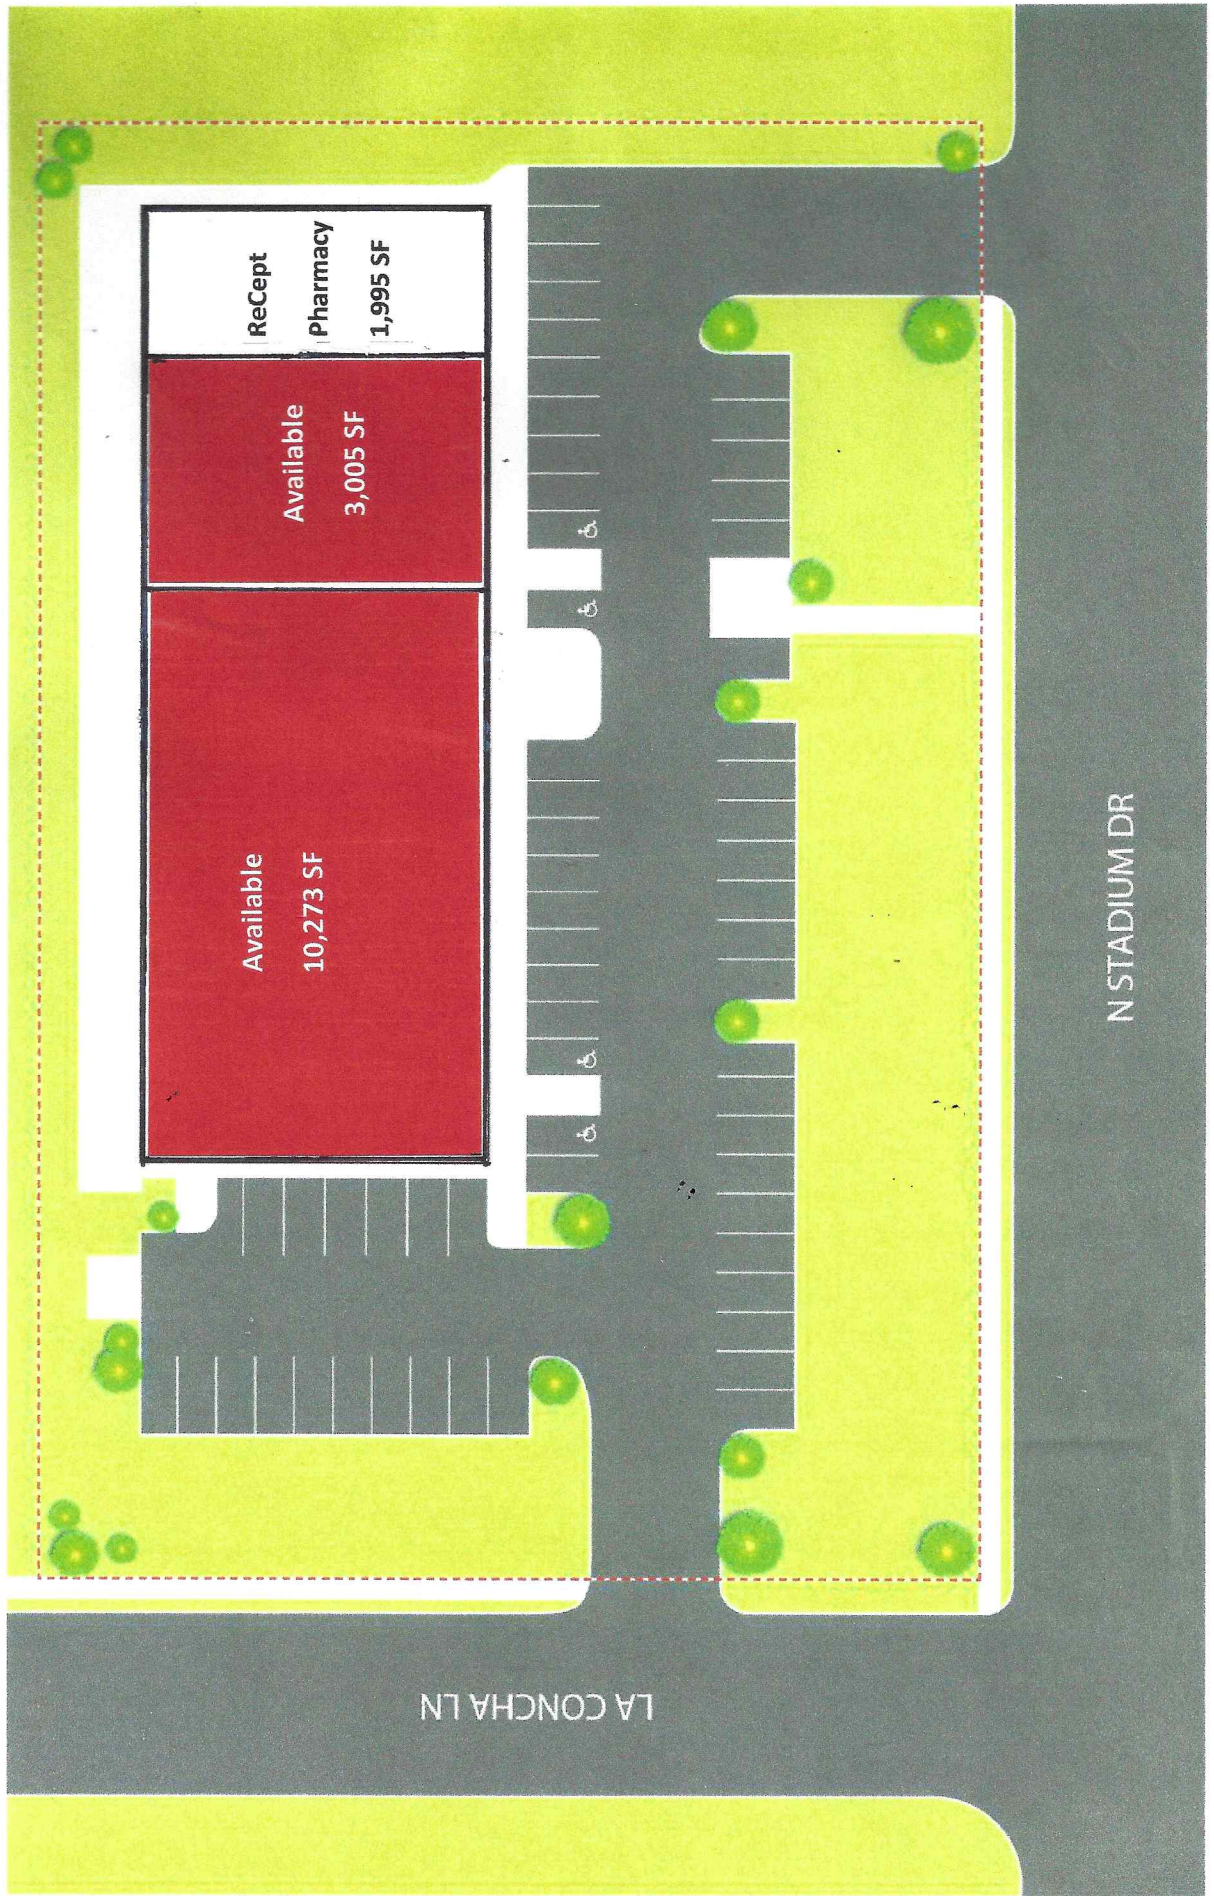 ReCept
Pharmacy
1,995 SF
Available
3,005 SF
Available
10,273 SF
N STADIUM DR
LA CONCHA LN